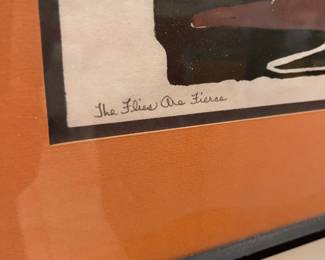 The Flies Are Fierce